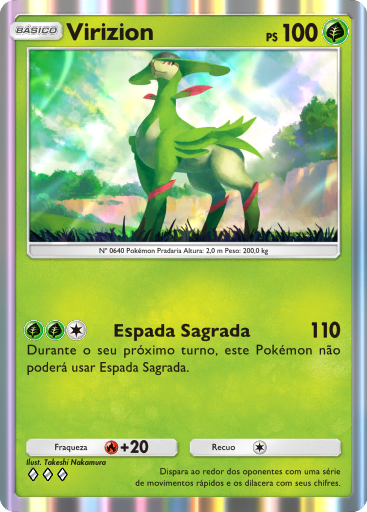 BÁSICO Virizion PS 100
Nº 0640 Pokémon Pradaria Altura: 2,0 m Peso: 200,0 kg
Espada Sagrada 110
Durante o seu próximo turno, este Pokémon não
poderá usar Espada Sagrada.
Fraqueza +20 Recuo
Ilust. Takeshi Nakamura
Dispara ao redor dos oponentes com uma série
de movimentos rápidos e os dilacera com seus chifres.